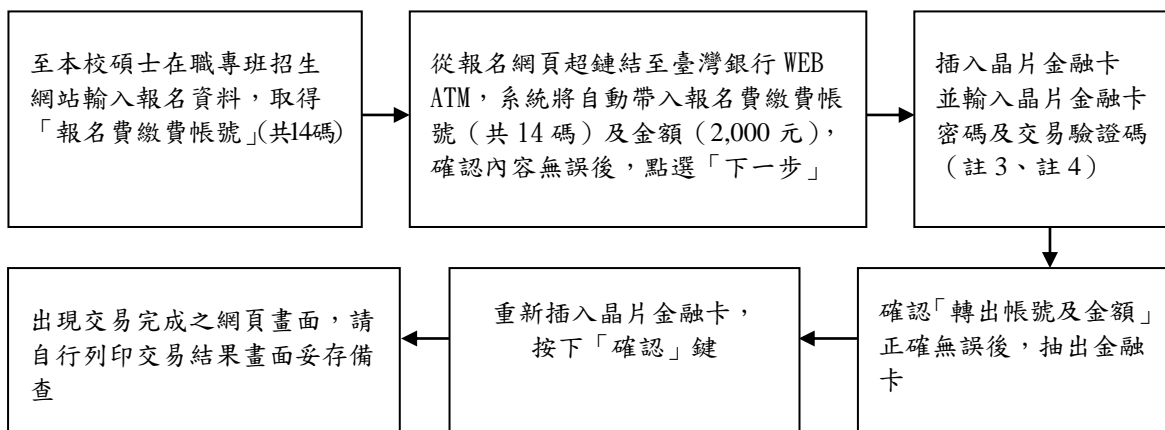 至本校碩士在職專班招生
網站輸入報名資料，取得
「報名費繳費帳號」(共14碼)
從報名網頁超鏈結至臺灣銀行 WEB
ATM，系統將自動帶入報名費繳費帳
號（共 14 碼）及金額（2,000 元），
確認內容無誤後，點選「下一步」
插入晶片金融卡
並輸入晶片金融卡
密碼及交易驗證碼
（註 3、註 4）
確認「轉出帳號及金額」
正確無誤後，抽出金融
卡
重新插入晶片金融卡，
按下「確認」鍵
出現交易完成之網頁畫面，請
自行列印交易結果畫面妥存備
查